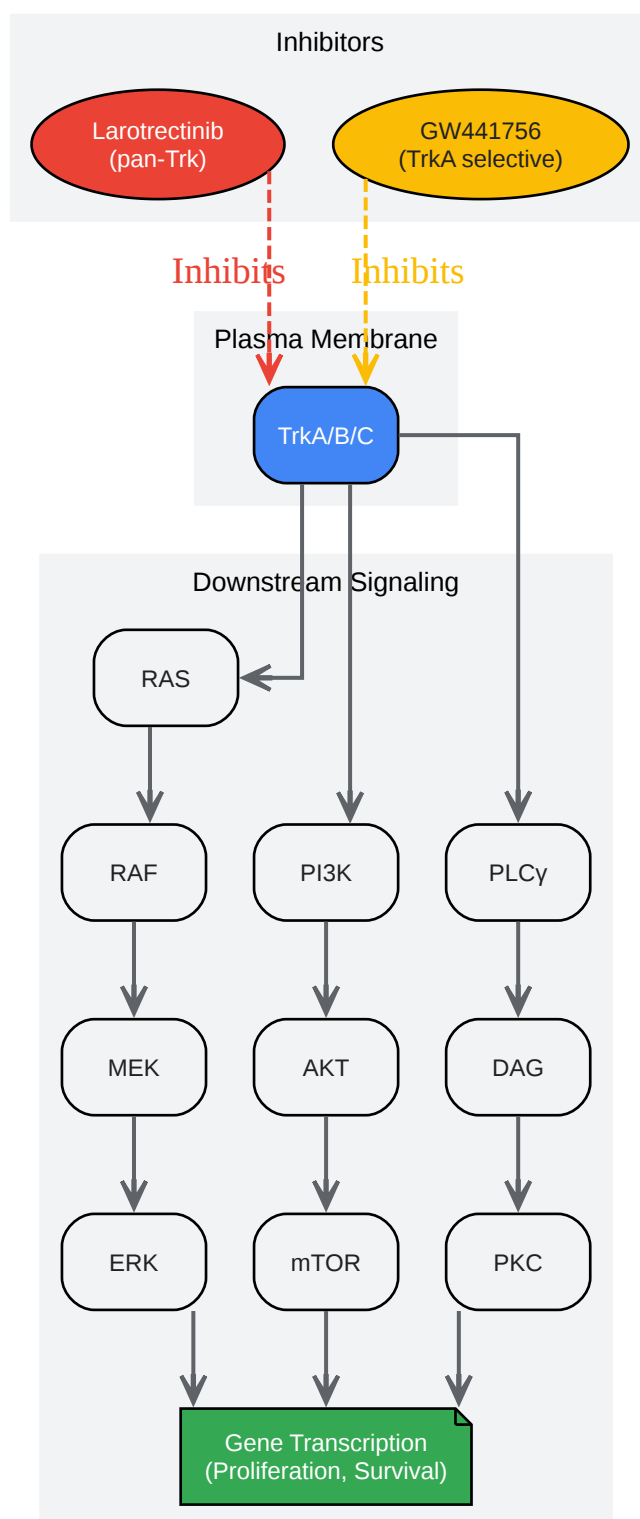 Inhibitors
Larotrectinib
(pan-Trk)
GW441756
(TrkA selective)
Inhibits
Inhibits
Plasma Membrane
TrkA/B/C
Downstream Signaling
RAS
RAF
PI3K
PLCγ
MEK
AKT
DAG
ERK
mTOR
PKC
Gene Transcription
(Proliferation, Survival)